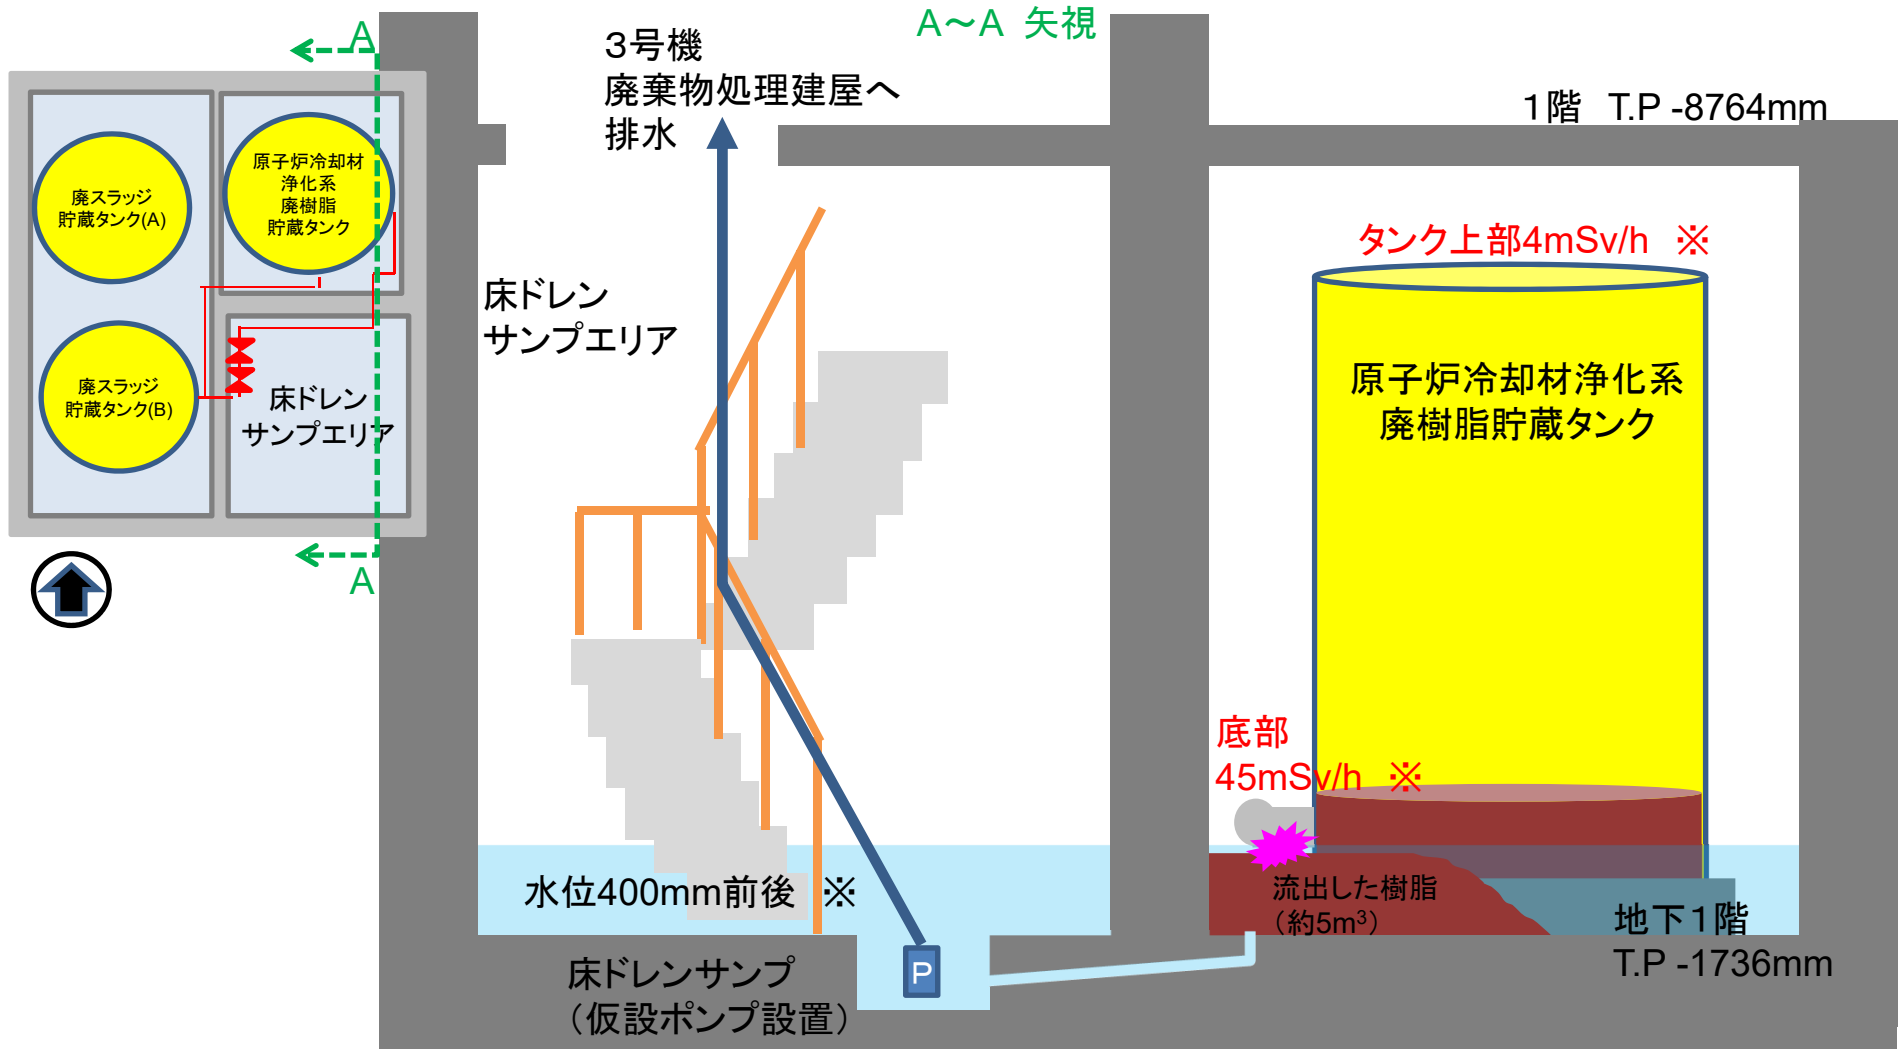 A
A
A～A 矢視
3号機
廃棄物処理建屋へ
排水
1階 T.P -8764mm
廃スラッジ
貯蔵タンク(A)
原子炉冷却材
浄化系
廃樹脂
貯蔵タンク
廃スラッジ
貯蔵タンク(B)
床ドレン
サンプエリア
床ドレン
サンプエリア
タンク上部4mSv/h ※
原子炉冷却材浄化系
廃樹脂貯蔵タンク
底部
45mSv/h ※
水位400mm前後 ※
流出した樹脂
(約5m³)
地下1階
T.P -1736mm
床ドレンサンプ
(仮設ポンプ設置)
P